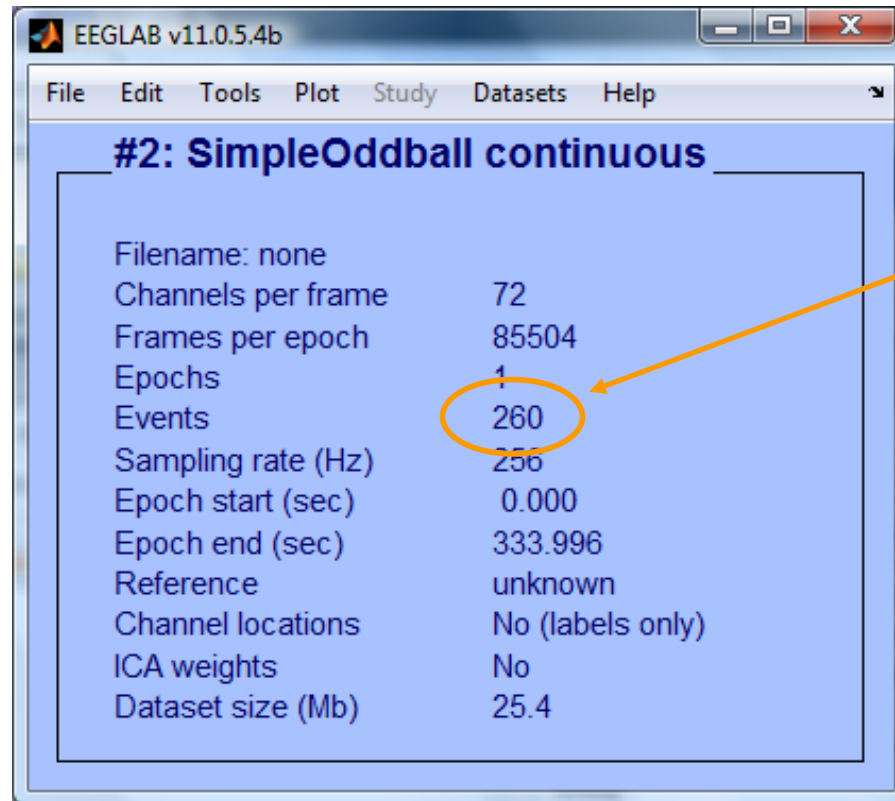 EEGLAB v11.0.5.4b
File Edit Tools Plot Study Datasets Help
#2: SimpleOddball continuous
Filename: none
Channels per frame 72
Frames per epoch 85504
Epochs 1
Events 260
Sampling rate (Hz) 256
Epoch start (sec) 0.000
Epoch end (sec) 333.996
Reference unknown
Channel locations No (labels only)
ICA weights No
Dataset size (Mb) 25.4